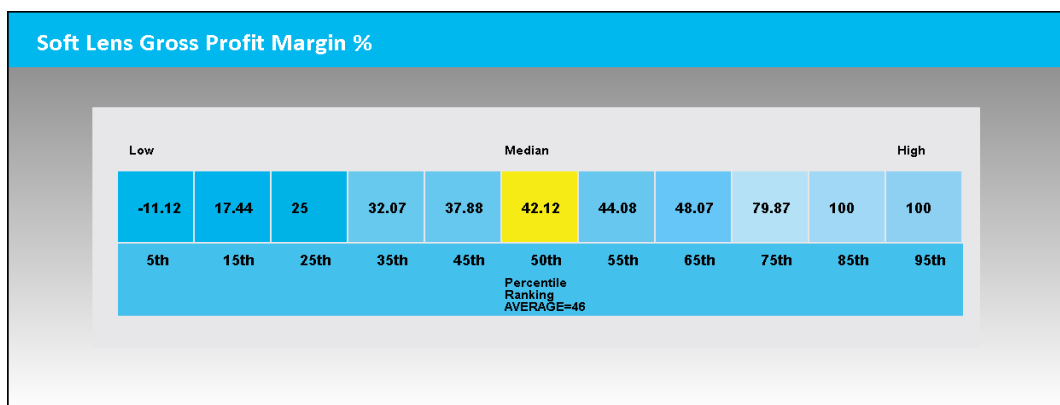 Soft Lens Gross Profit Margin %
Low Median High
-11.12 17.44 25 32.07 37.88 42.12 44.08 48.07 79.87 100 100
5th 15th 25th 35th 45th 50th 55th 65th 75th 85th 95th
Percentile
Ranking
AVERAGE=46